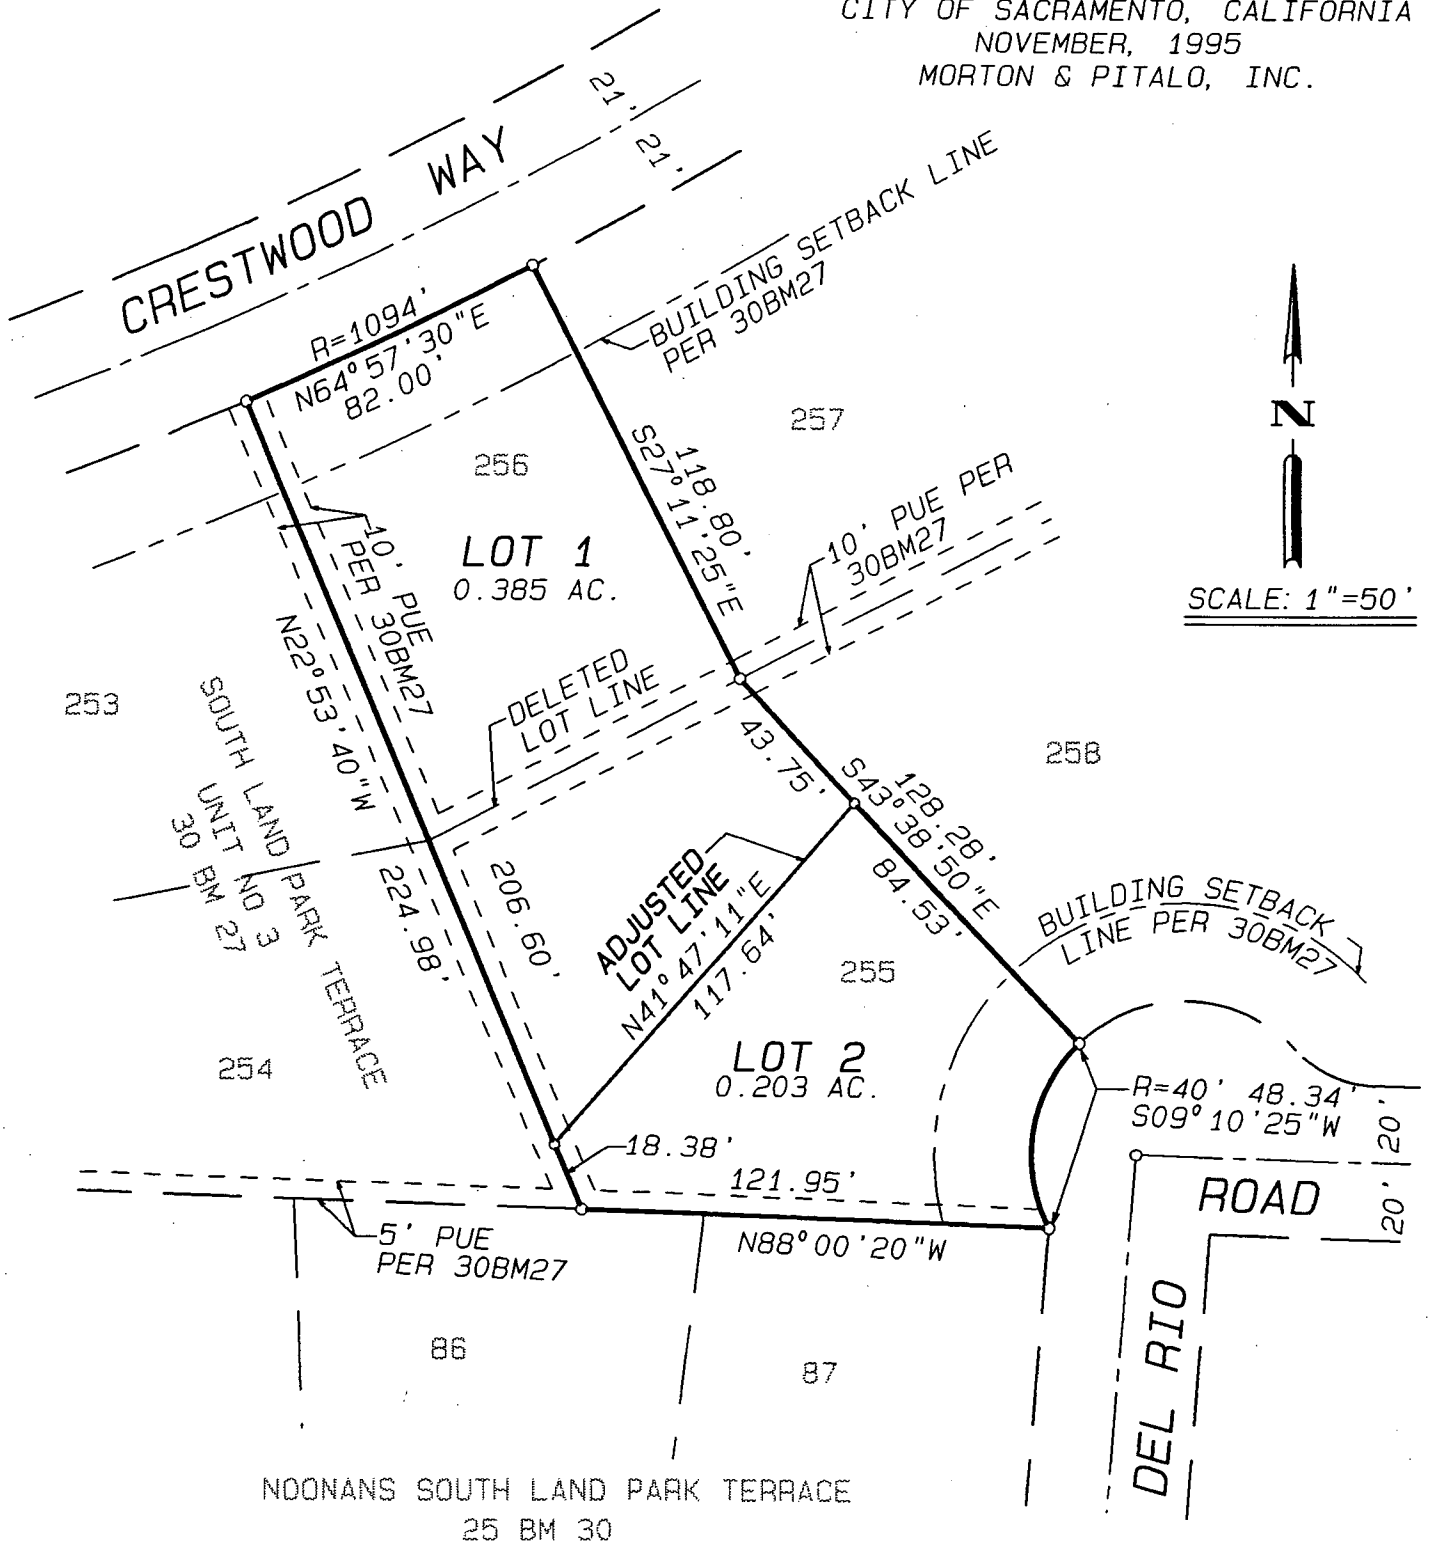 CITY OF SACRAMENTO, CALIFORNIA
NOVEMBER, 1995
MORTON & PITALO, INC.
21'
21'
CRESTWOOD WAY
BUILDING SETBACK LINE
PER 30BM27
R=1094'
N64°57'30"E
82.00'
257
256
118.80'
S27°11'25"E
N
SCALE: 1"=50'
10' PUE PER
30BM27
LOT 1
0.385 AC.
10' PUE
PER 30BM27
N22°53'40"W
224.98'
DELETED
LOT LINE
253
SOUTH LAND PARK TERRACE
UNIT NO 3
30 BM 27
43.75'
258
128.28'
S43°38'50"E
84.53'
206.60'
ADJUSTED
LOT LINE
N41°47'11"E
117.64'
BUILDING SETBACK
LINE PER 30BM27
255
254
LOT 2
0.203 AC.
R=40' 48.34'
S09°10'25"W
20'
20'
18.38'
121.95'
N88°00'20"W
ROAD
DEL RIO
5' PUE
PER 30BM27
86
87
NOONANS SOUTH LAND PARK TERRACE
25 BM 30